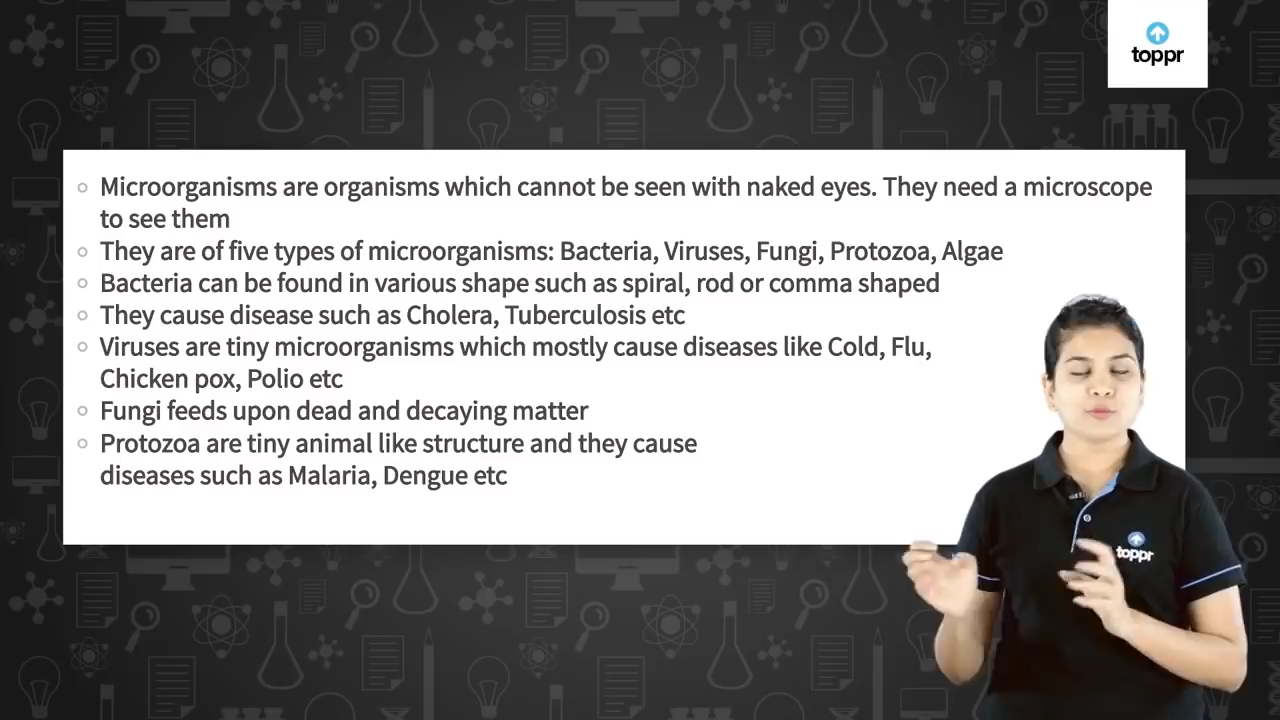 toppr
Microorganisms are organisms which cannot be seen with naked eyes. They need a microscope
to see them
They are of five types of microorganisms: Bacteria, Viruses, Fungi, Protozoa, Algae
Bacteria can be found in various shape such as spiral, rod or comma shaped
They cause disease such as Cholera, Tuberculosis etc
Viruses are tiny microorganisms which mostly cause diseases like Cold, Flu,
Chicken pox, Polio etc
Fungi feeds upon dead and decaying matter
Protozoa are tiny animal like structure and they cause
diseases such as Malaria, Dengue etc
toppr